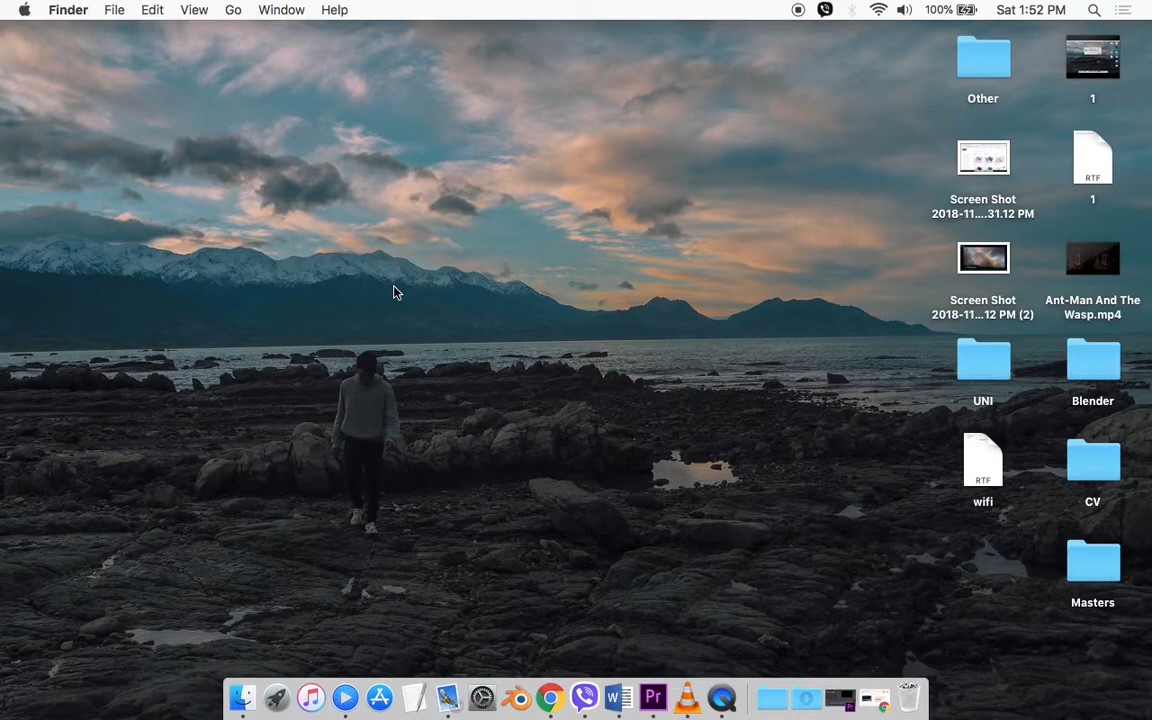 Finder File Edit View Go Window Help 100% Sat 1:52 PM
Other
1
RTF
Screen Shot
2018-11....31.12 PM
1
Screen Shot
2018-11...12 PM (2)
Ant-Man And The
Wasp.mp4
UNI
Blender
RTF
wifi
CV
Masters
W
Pr